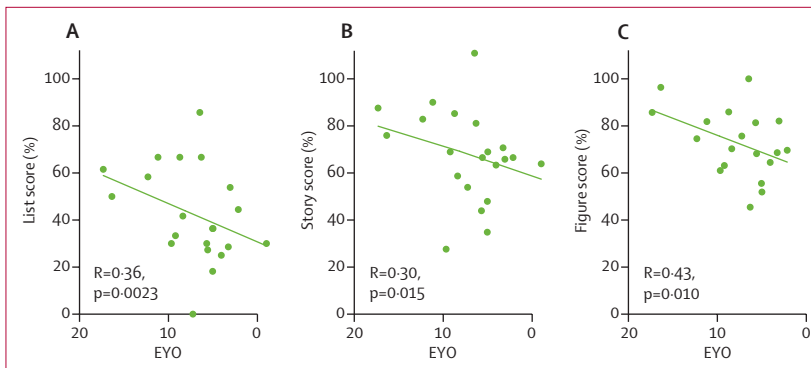 A
List score (%)
100
80
60
40
20
0
R=0·36,
p=0·0023
20
10
0
EYO
B
Story score (%)
100
80
60
40
20
0
R=0·30,
p=0·015
20
10
0
EYO
C
Figure score (%)
100
80
60
40
20
0
R=0·43,
p=0·010
20
10
0
EYO